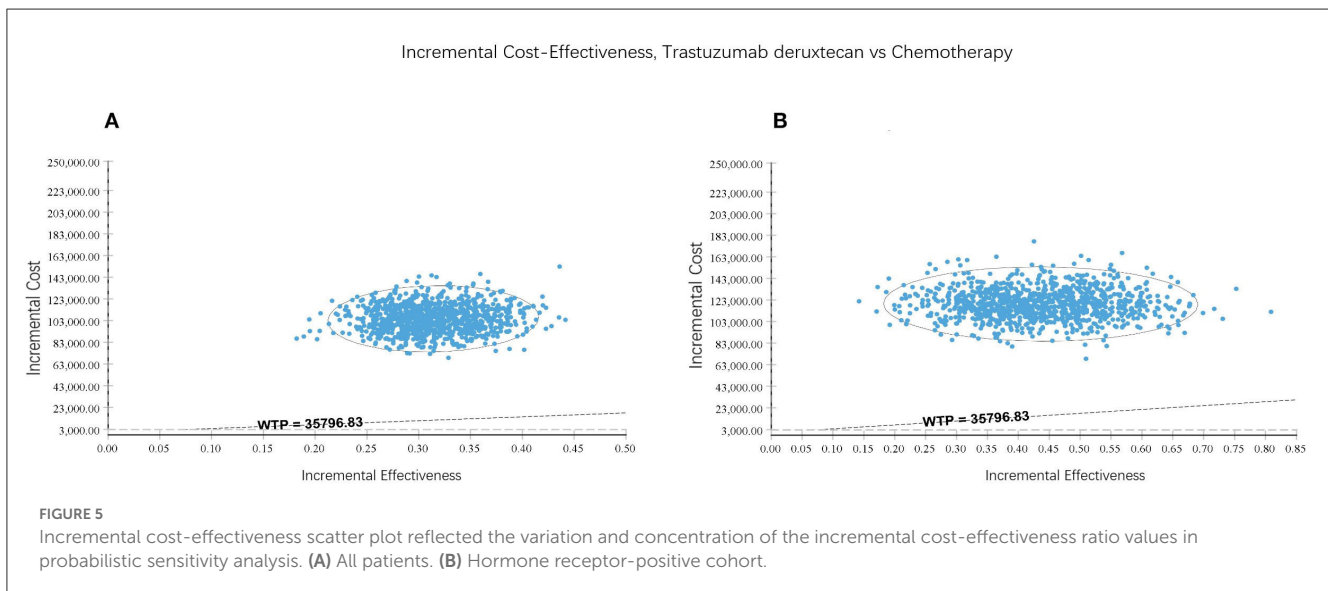 Incremental Cost-Effectiveness, Trastuzumab deruxtecan vs Chemotherapy
A
Incremental Cost
250,000.00
223,000.00
203,000.00
183,000.00
163,000.00
143,000.00
123,000.00
103,000.00
83,000.00
63,000.00
43,000.00
23,000.00
3,000.00
WTP = 35796.83
0.00 0.05 0.10 0.15 0.20 0.25 0.30 0.35 0.40 0.45 0.50
Incremental Effectiveness
B
Incremental Cost
250,000.00
223,000.00
203,000.00
183,000.00
163,000.00
143,000.00
123,000.00
103,000.00
83,000.00
63,000.00
43,000.00
23,000.00
3,000.00
WTP = 35796.83
0.00 0.05 0.10 0.15 0.20 0.25 0.30 0.35 0.40 0.45 0.50 0.55 0.60 0.65 0.70 0.75 0.80 0.85
Incremental Effectiveness
FIGURE 5
Incremental cost-effectiveness scatter plot reflected the variation and concentration of the incremental cost-effectiveness ratio values in
probabilistic sensitivity analysis. (A) All patients. (B) Hormone receptor-positive cohort.